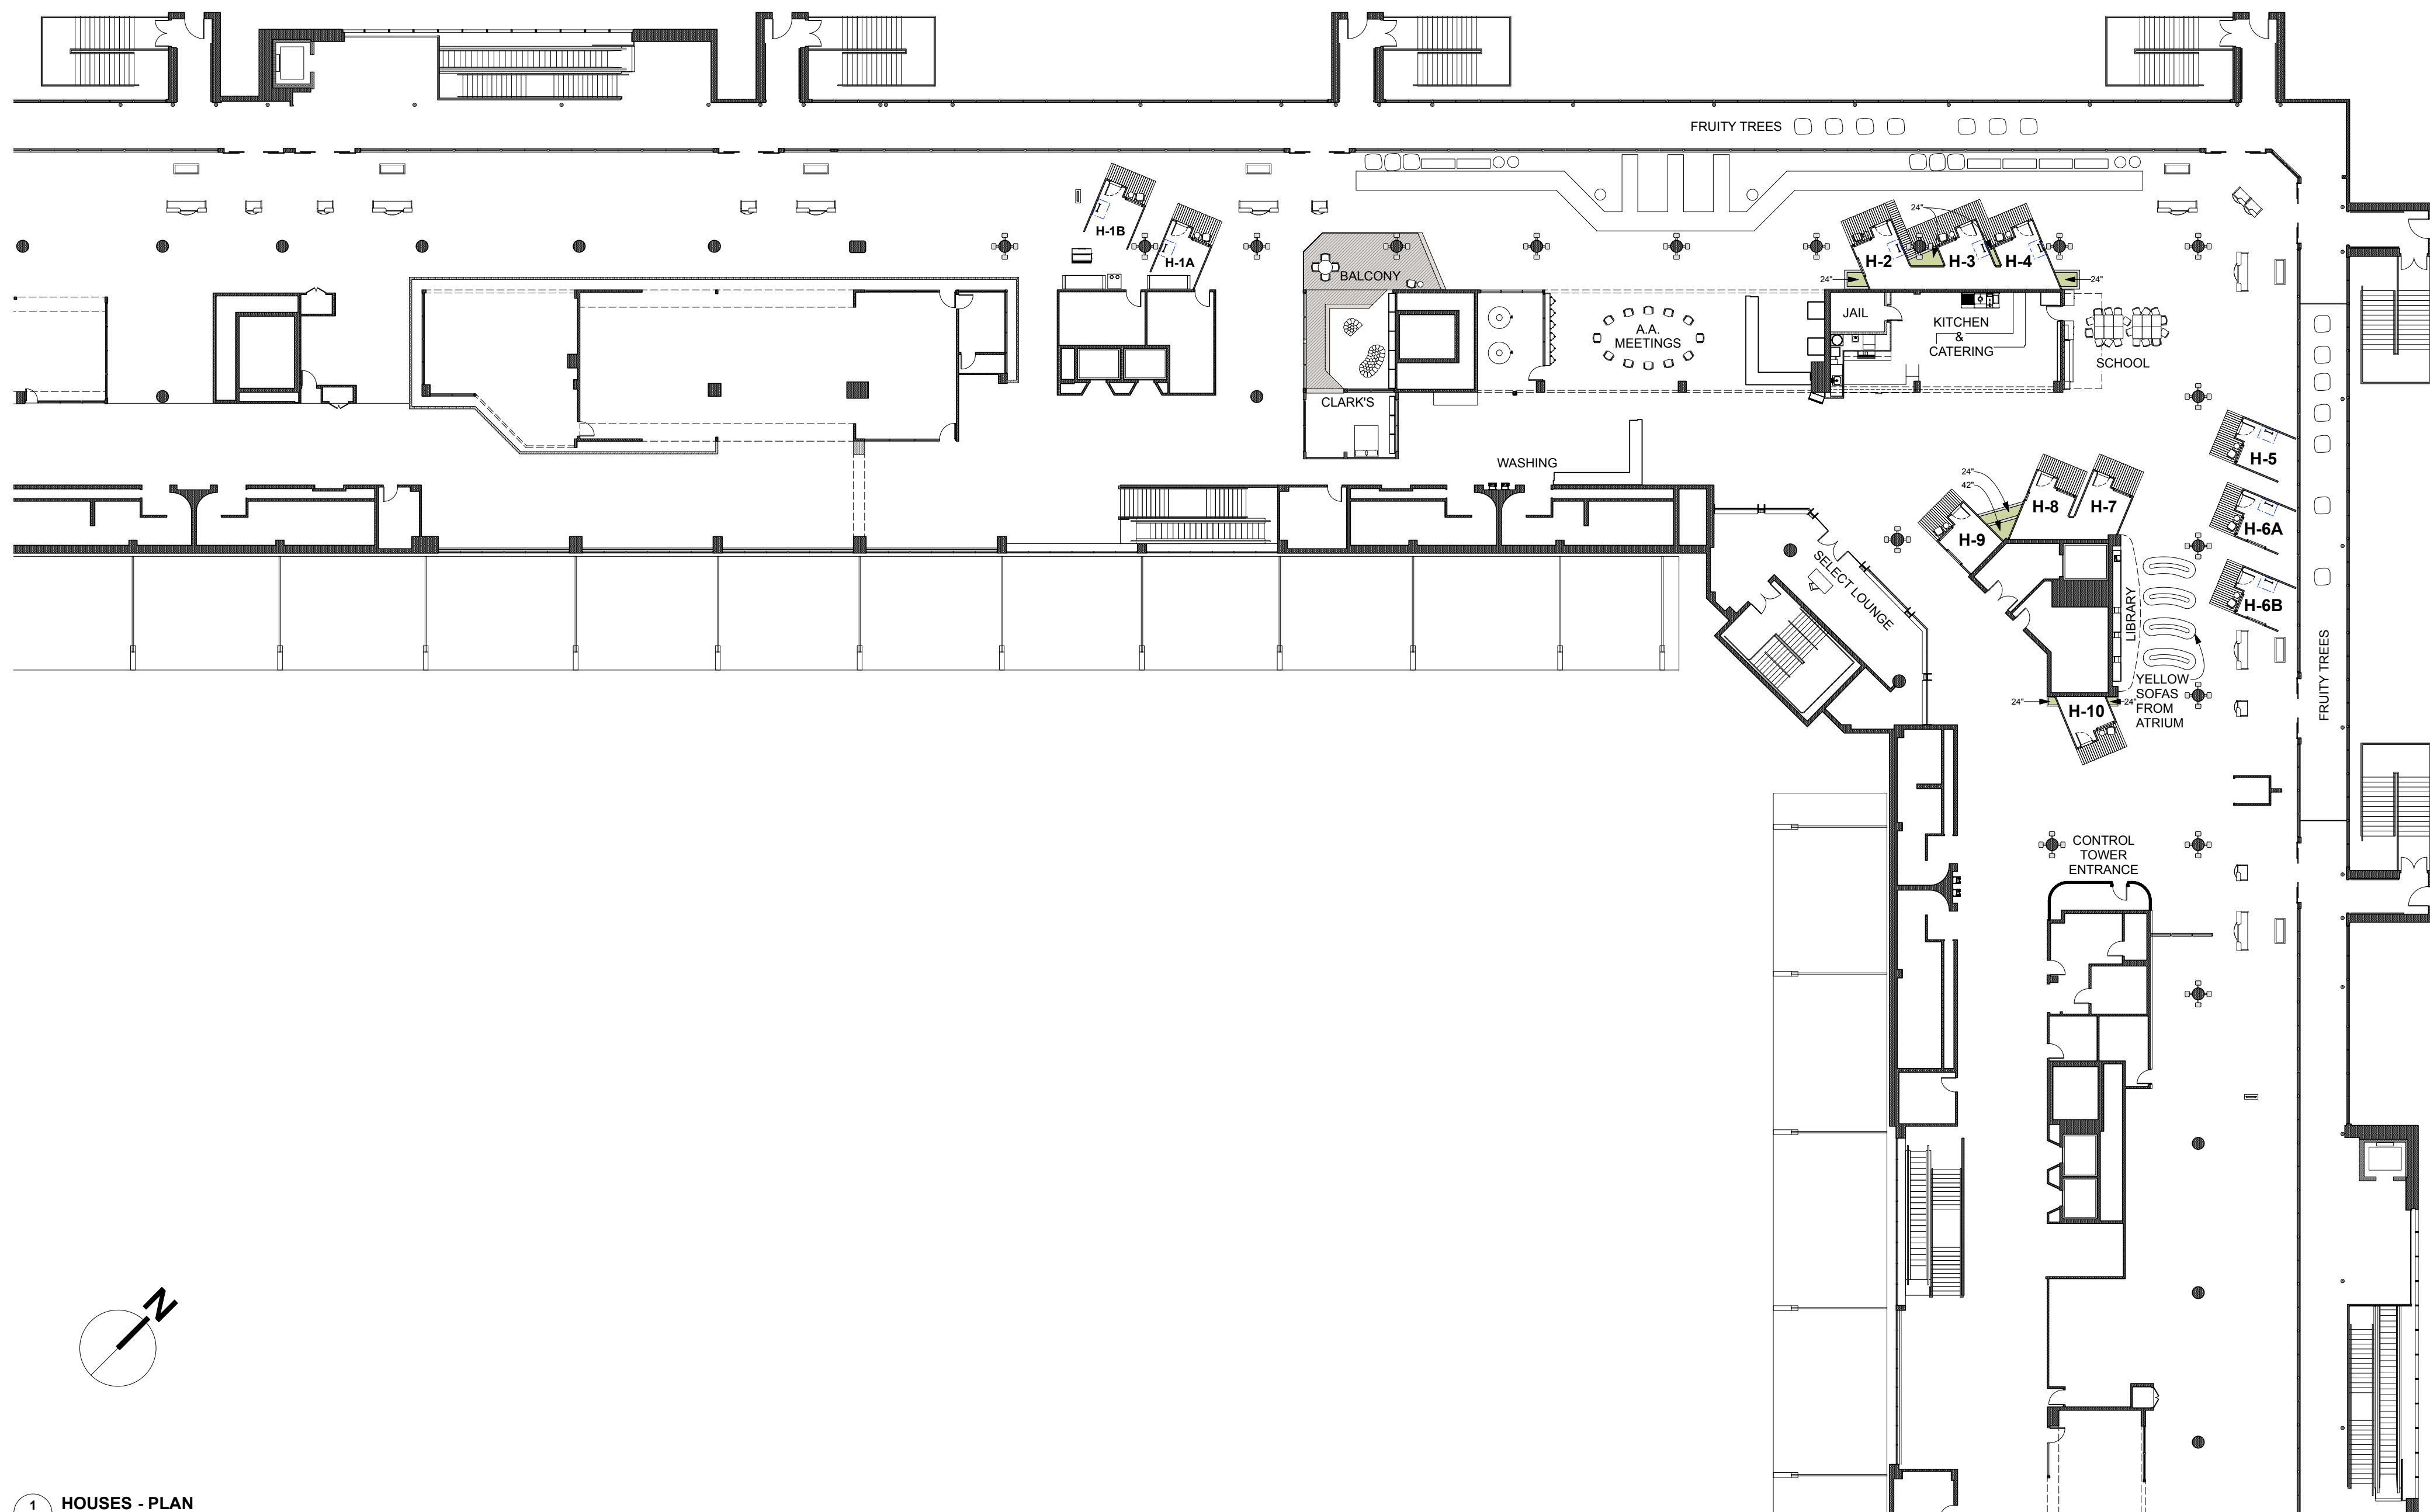 FRUITY TREES
24"
H-1B
H-1A
H-2
H-3
H-4
24"
24"
BALCONY
JAIL
KITCHEN
&
CATERING
A.A.
MEETINGS
SCHOOL
CLARK'S
WASHING
H-5
24"
42"
H-8
H-7
H-9
H-6A
SELECT LOUNGE
LIBRARY
H-6B
FRUITY TREES
YELLOW
SOFAS
FROM
ATRIUM
24"
24"
H-10
CONTROL
TOWER
ENTRANCE
N
1
HOUSES - PLAN